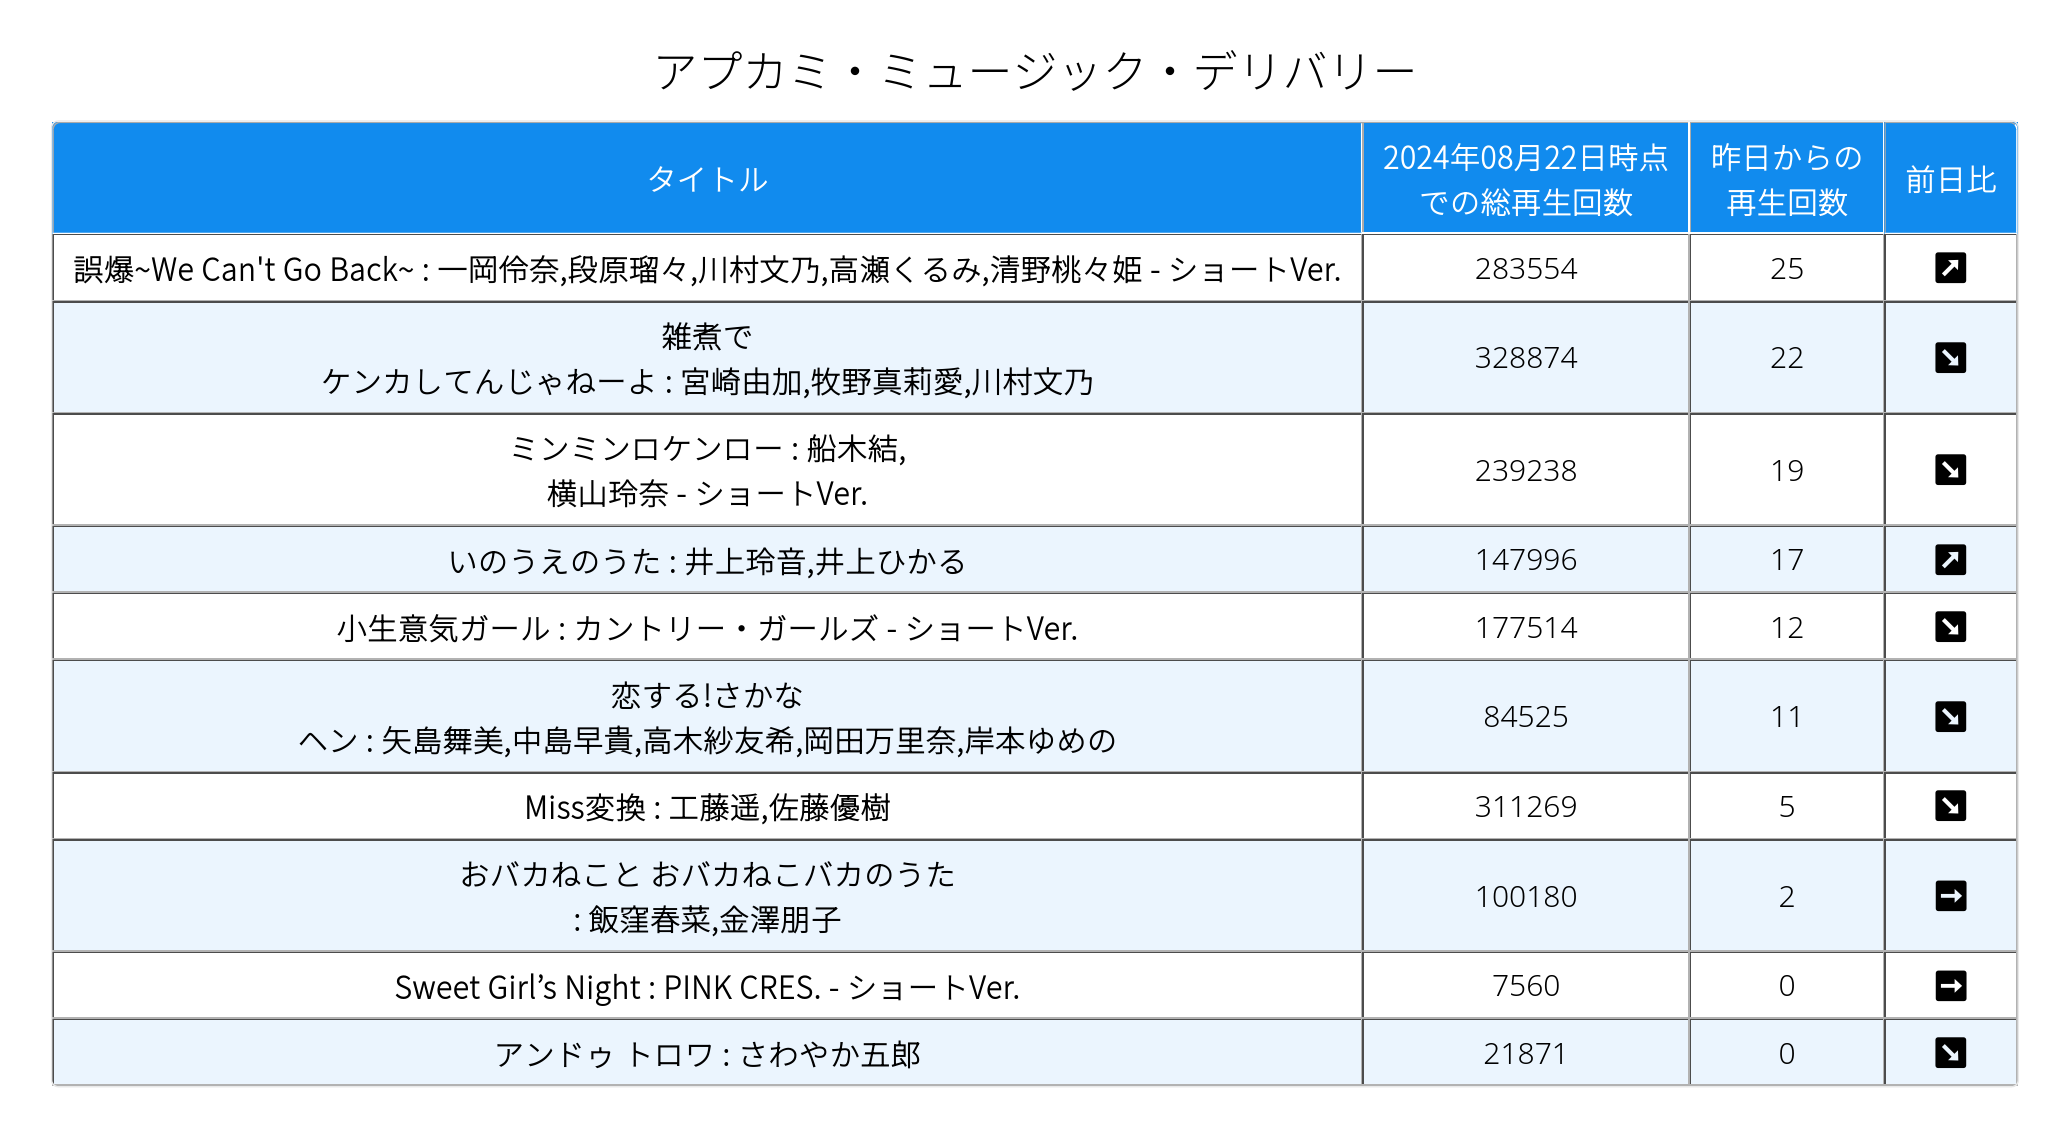 アプカミ・ミュージック・デリバリー
タイトル
2024年08月22日時点
での総再生回数
昨日からの
再生回数
前日比
誤爆~We Can't Go Back~ : 一岡伶奈,段原瑠々,川村文乃,高瀬くるみ,清野桃々姫 - ショートVer.
283554
25
雑煮で
ケンカしてんじゃねーよ : 宮崎由加,牧野真莉愛,川村文乃
328874
22
ミンミンロケンロー : 船木結,
横山玲奈 - ショートVer.
239238
19
いのうえのうた : 井上玲音,井上ひかる
147996
17
小生意気ガール : カントリー・ガールズ - ショートVer.
177514
12
恋する!さかな
ヘン : 矢島舞美,中島早貴,高木紗友希,岡田万里奈,岸本ゆめの
84525
11
Miss変換 : 工藤遥,佐藤優樹
311269
5
おバカねこと おバカねこバカのうた
: 飯窪春菜,金澤朋子
100180
2
Sweet Girl’s Night : PINK CRES. - ショートVer.
7560
0
アンドゥ トロワ : さわやか五郎
21871
0